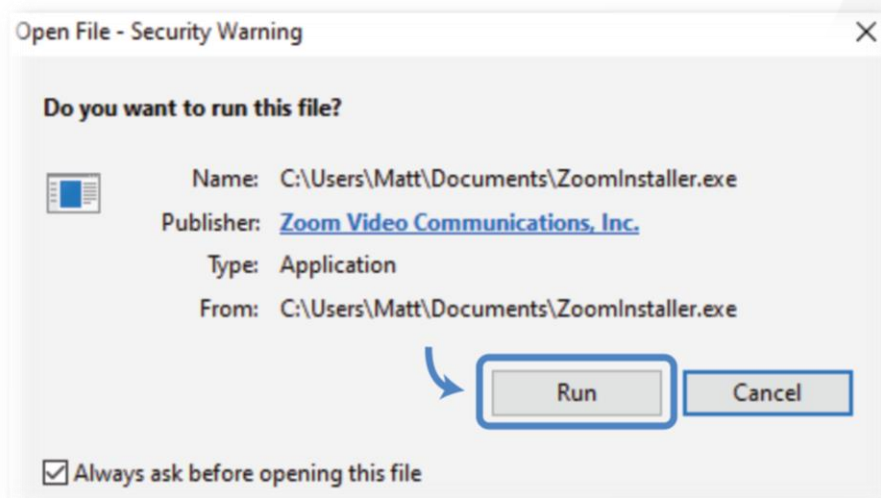 Open File - Security Warning
Do you want to run this file?
Name: C:\Users\Matt\Documents\ZoomInstaller.exe
Publisher: Zoom Video Communications, Inc.
Type: Application
From: C:\Users\Matt\Documents\ZoomInstaller.exe
Run Cancel
Always ask before opening this file